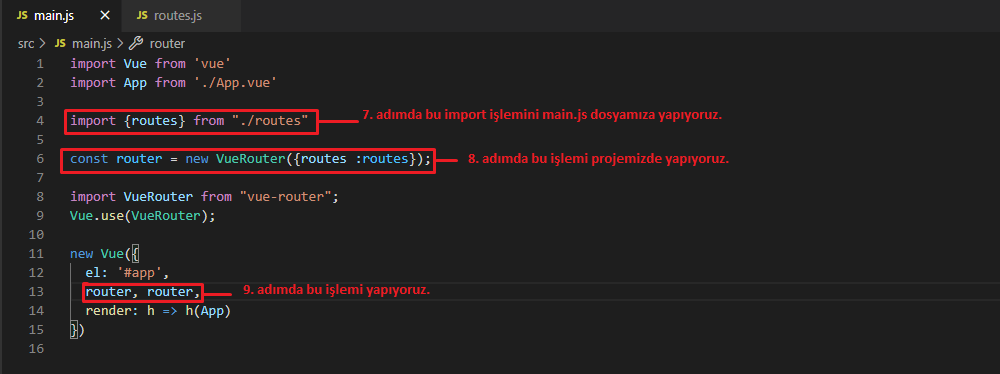 JS main.js × JS routes.js
src > JS main.js > router
1 import Vue from 'vue'
2 import App from './App.vue'
3
4 import {routes} from "./routes" 7. adımda bu import işlemini main.js dosyamıza yapıyoruz.
5
6 const router = new VueRouter({routes :routes}); 8. adımda bu işlemi projemizde yapıyoruz.
7
8 import VueRouter from "vue-router";
9 Vue.use(VueRouter);
10
11 new Vue({
12 el: '#app',
13 router, router, 9. adımda bu işlemi yapıyoruz.
14 render: h => h(App)
15 })
16